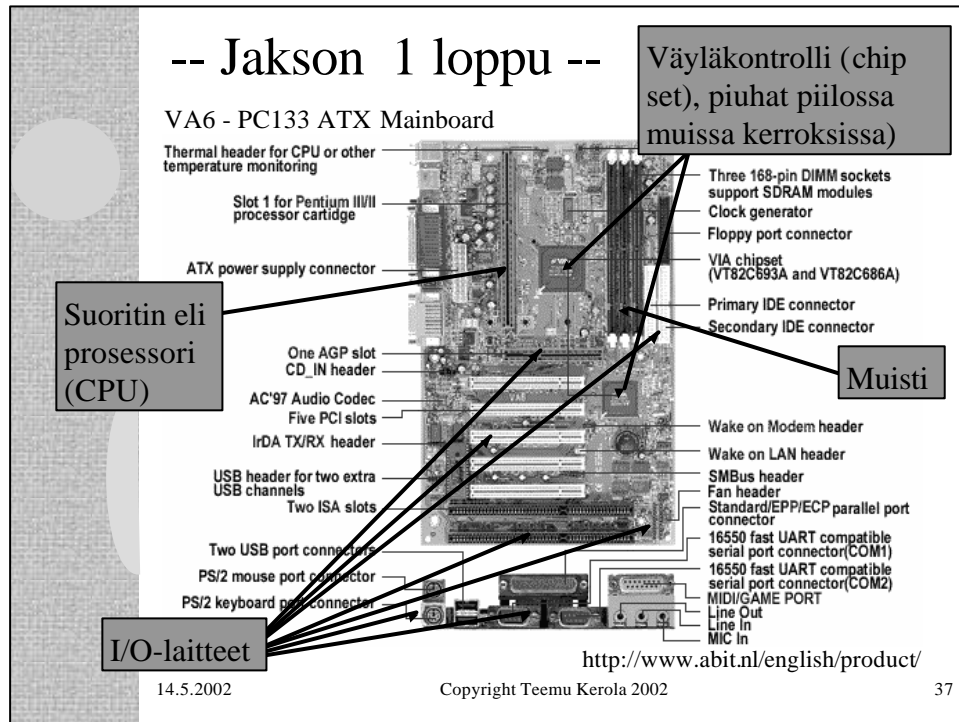 -- Jakson 1 loppu --
Väyläkontrolli (chip
set), piuhat piilossa
muissa kerroksissa)
VA6 - PC133 ATX Mainboard
Thermal header for CPU or other
temperature monitoring
Slot 1 for Pentium III/II
processor cartidge
ATX power supply connector
Suoritin eli
prosessori
(CPU)
One AGP slot
CD_IN header
AC'97 Audio Codec
Five PCI slots
IrDA TX/RX header
USB header for two extra
USB channels
Two ISA slots
Two USB port connectors
PS/2 mouse port connector
PS/2 keyboard port connector
I/O-laitteet
Three 168-pin DIMM sockets
support SDRAM modules
Clock generator
Floppy port connector
VIA chipset
(VT82C693A and VT82C686A)
Primary IDE connector
Secondary IDE connector
Muisti
Wake on Modem header
Wake on LAN header
SMBus header
Fan header
Standard/EPP/ECP parallel port
connector
16550 fast UART compatible
serial port connector(COM1)
16550 fast UART compatible
serial port connector(COM2)
MIDI/GAME PORT
Line Out
Line In
MIC In
VA6
http://www.abit.nl/english/product/
14.5.2002
Copyright Teemu Kerola 2002
37